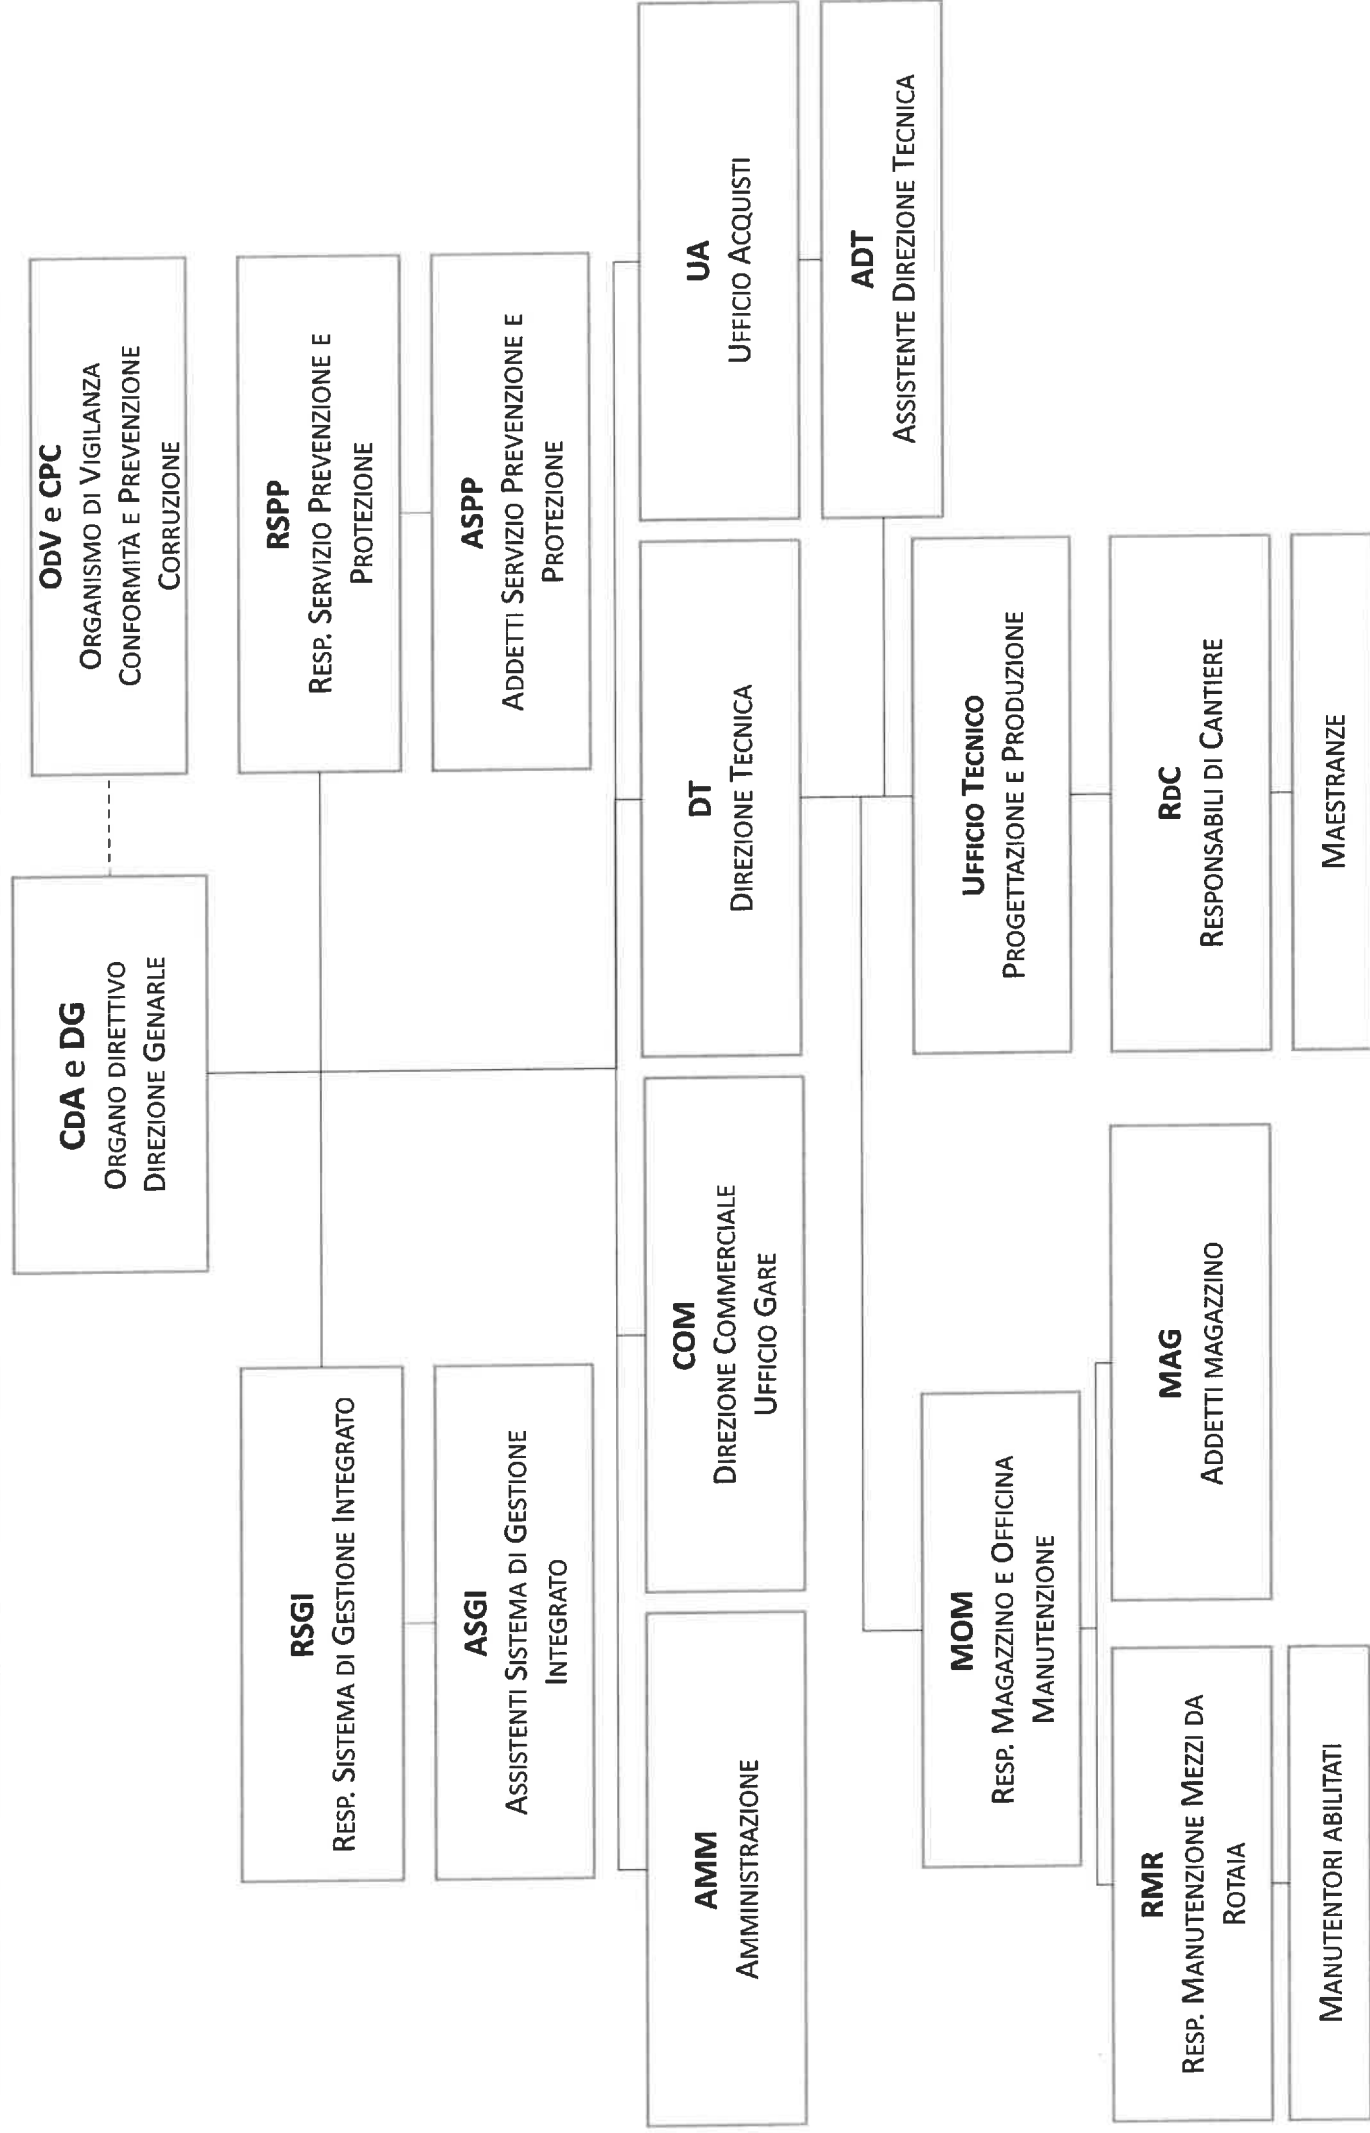 CDA e DG
ORGANO DIRETTIVO
DIREZIONE GENARLE
ODV e CPC
ORGANISMO DI VIGILANZA
CONFORMITÀ E PREVENZIONE
CORRUZIONE
RSGI
RESP. SISTEMA DI GESTIONE INTEGRATO
RSPP
RESP. SERVIZIO PREVENZIONE E
PROTEZIONE
ASGI
ASSISTENTI SISTEMA DI GESTIONE
INTEGRATO
ASPP
ADDETTI SERVIZIO PREVENZIONE E
PROTEZIONE
AMM
AMMINISTRAZIONE
COM
DIREZIONE COMMERCIALE
UFFICIO GARE
DT
DIREZIONE TECNICA
UA
UFFICIO ACQUISTI
ADT
ASSISTENTE DIREZIONE TECNICA
MOM
RESP. MAGAZZINO E OFFICINA
MANUTENZIONE
UFFICIO TECNICO
PROGETTAZIONE E PRODUZIONE
RMR
RESP. MANUTENZIONE MEZZI DA
ROTAIA
MAG
ADDETTI MAGAZZINO
RDC
RESPONSABILI DI CANTIERE
MANUTENTORI ABILITATI
MAESTRANZE